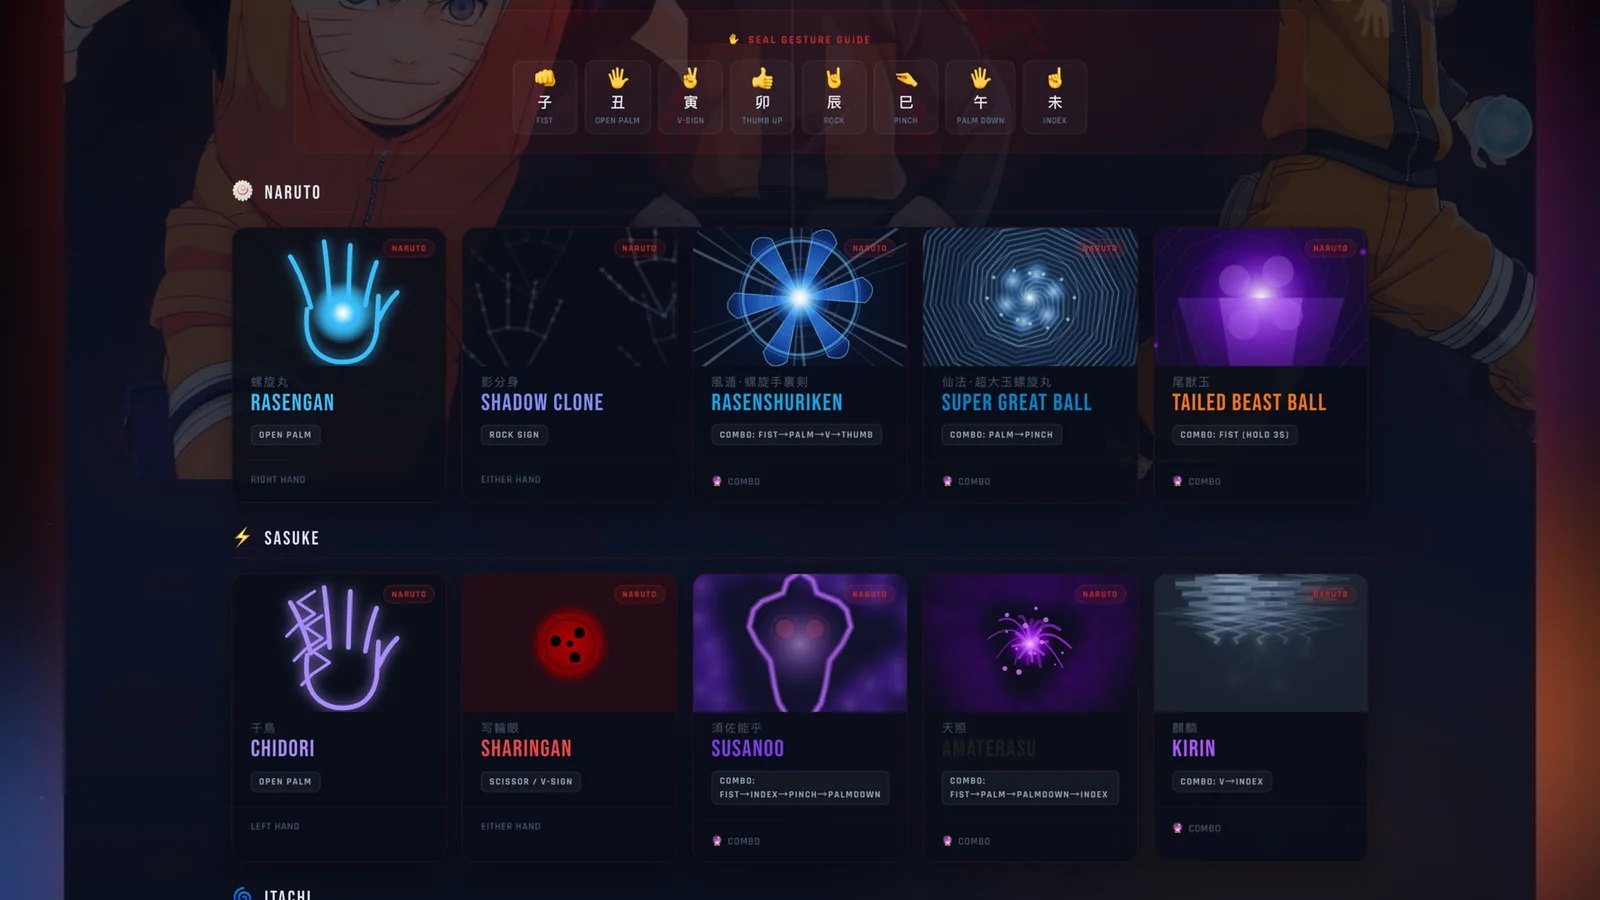 SEAL GESTURE GUIDE
子 丑 寅 卯 辰 巳 午 未
FIST OPEN PALM V-SIGN THUMB UP ROCK PINCH PALM DOWN INDEX
NARUTO
NARUTO NARUTO NARUTO NARUTO NARUTO
螺旋丸 影分身 風遁·螺旋手裏剣 仙法·超大玉螺旋丸 尾獣玉
RASENGAN SHADOW CLONE RASENSHURIKEN SUPER GREAT BALL TAILED BEAST BALL
OPEN PALM ROCK SIGN COMBO: FIST→PALM→V→THUMB COMBO: PALM→PINCH COMBO: FIST (HOLD 3S)
RIGHT HAND EITHER HAND COMBO COMBO COMBO
SASUKE
NARUTO NARUTO NARUTO NARUTO NARUTO
千鳥 写輪眼 須佐能乎 天照 麒麟
CHIDORI SHARINGAN SUSANOO AMATERASU KIRIN
OPEN PALM SCISSOR / V-SIGN COMBO: COMBO: COMBO: V→INDEX
FIST→INDEX→PINCH→PALMDOWN FIST→PALM→PALMDOWN→INDEX
LEFT HAND EITHER HAND COMBO COMBO COMBO
ITACHI